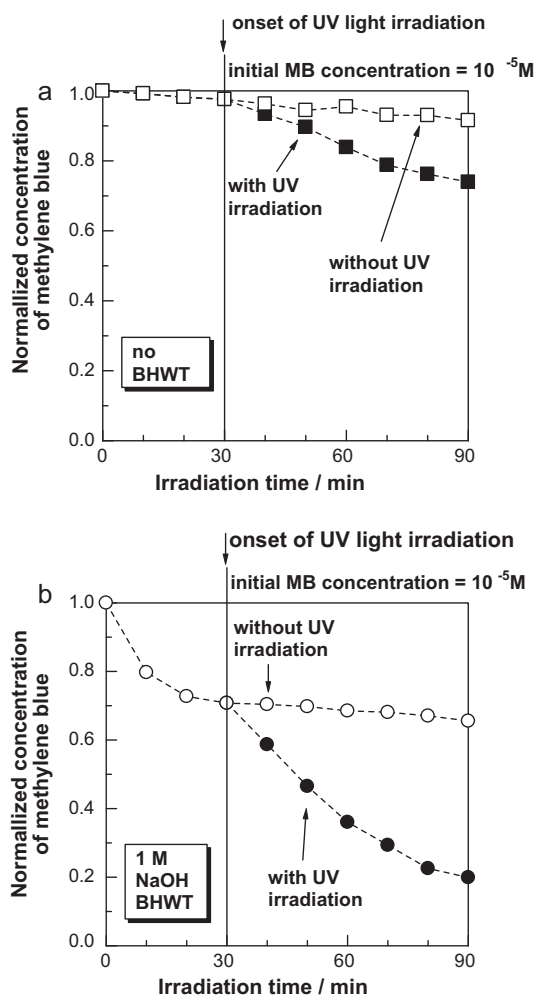 onset of UV light irradiation
initial MB concentration = 10 -5M
a
1.0
0.8
0.6
0.4
0.2
0.0
Normallized concentration
of methylene blue
with UV
irradiation
without UV
irradiation
no
BHWT
0
30
60
90
Irradiation time / min
onset of UV light irradiation
initial MB concentration = 10 -5M
b
1.0
0.8
0.6
0.4
0.2
0.0
Normallized concentration
of methylene blue
without UV
irradiation
with UV
irradiation
1 M
NaOH
BHWT
0
30
60
90
Irradiation time / min